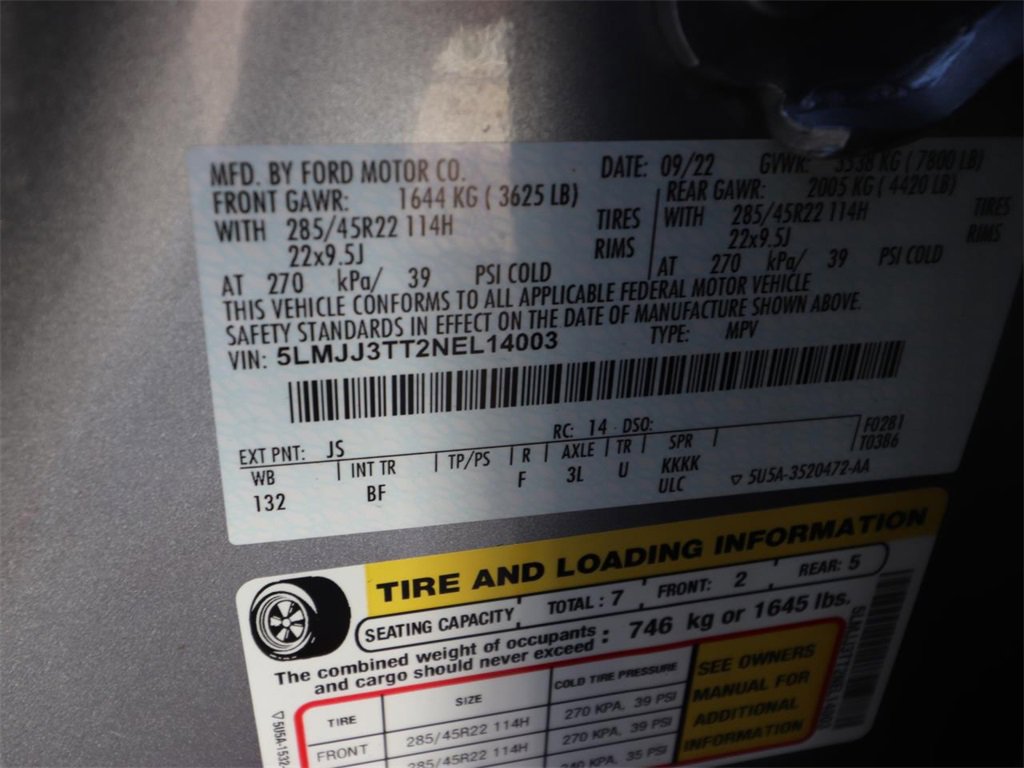 MFD. BY FORD MOTOR CO. DATE: 09/22 GVWR: 3538 KG ( 7800 LB)
FRONT GAWR: 1644 KG ( 3625 LB) REAR GAWR: 2005 KG ( 4420 LB)
WITH 285/45R22 114H TIRES WITH 285/45R22 114H TIRES
22x9.5J RIMS 22x9.5J RIMS
AT 270 kPa/ 39 PSI COLD AT 270 kPa/ 39 PSI COLD
THIS VEHICLE CONFORMS TO ALL APPLICABLE FEDERAL MOTOR VEHICLE
SAFETY STANDARDS IN EFFECT ON THE DATE OF MANUFACTURE SHOWN ABOVE.
VIN: 5LMJJ3TT2NEL14003 TYPE: MPV
EXT PNT: JS RC: 14 DSO: F0281
WB INT TR TP/PS R AXLE TR SPR T0386
132 BF F 3L U KKKK
ULC ▽ 5U5A-3520472-AA
TIRE AND LOADING INFORMATION
SEATING CAPACITY TOTAL : 7 FRONT: 2 REAR: 5
The combined weight of occupants : 746 kg or 1645 lbs.
and cargo should never exceed
TIRE SIZE COLD TIRE PRESSURE
FRONT 285/45R22 114H 270 KPA, 39 PSI
285/45R22 114H 270 KPA, 39 PSI
35 PSI
SEE OWNERS
MANUAL FOR
ADDITIONAL
INFORMATION